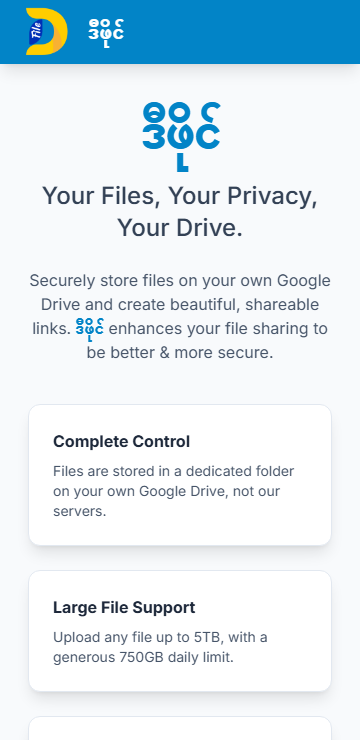 File
ဒီဖိုင်
ဒီဖိုင်
Your Files, Your Privacy,
Your Drive.
Securely store files on your own Google
Drive and create beautiful, shareable
links. ဒီဖိုင် enhances your file sharing to
be better & more secure.
Complete Control
Files are stored in a dedicated folder
on your own Google Drive, not our
servers.
Large File Support
Upload any file up to 5TB, with a
generous 750GB daily limit.